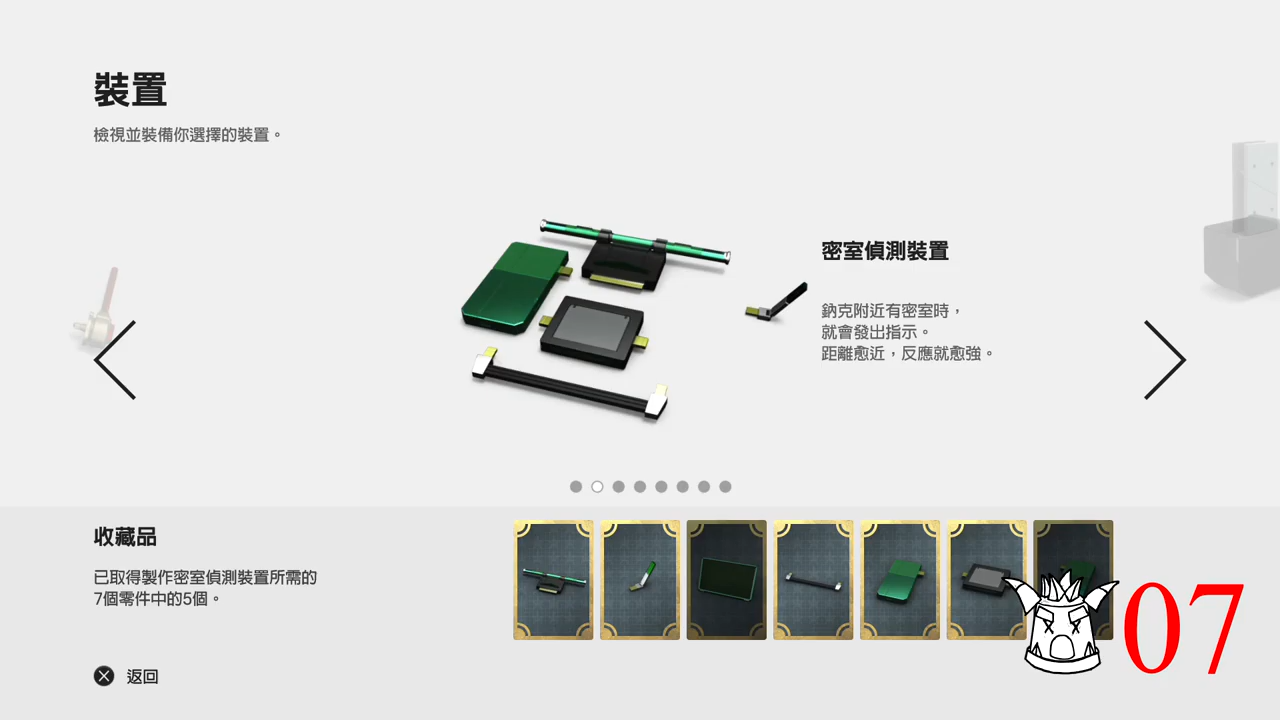 裝置
檢視並裝備你選擇的裝置。
密室偵測裝置
鈉克附近有密室時，
就會發出指示。
距離愈近，反應就愈強。
收藏品
已取得製作密室偵測裝置所需的
7個零件中的5個。
返回
07